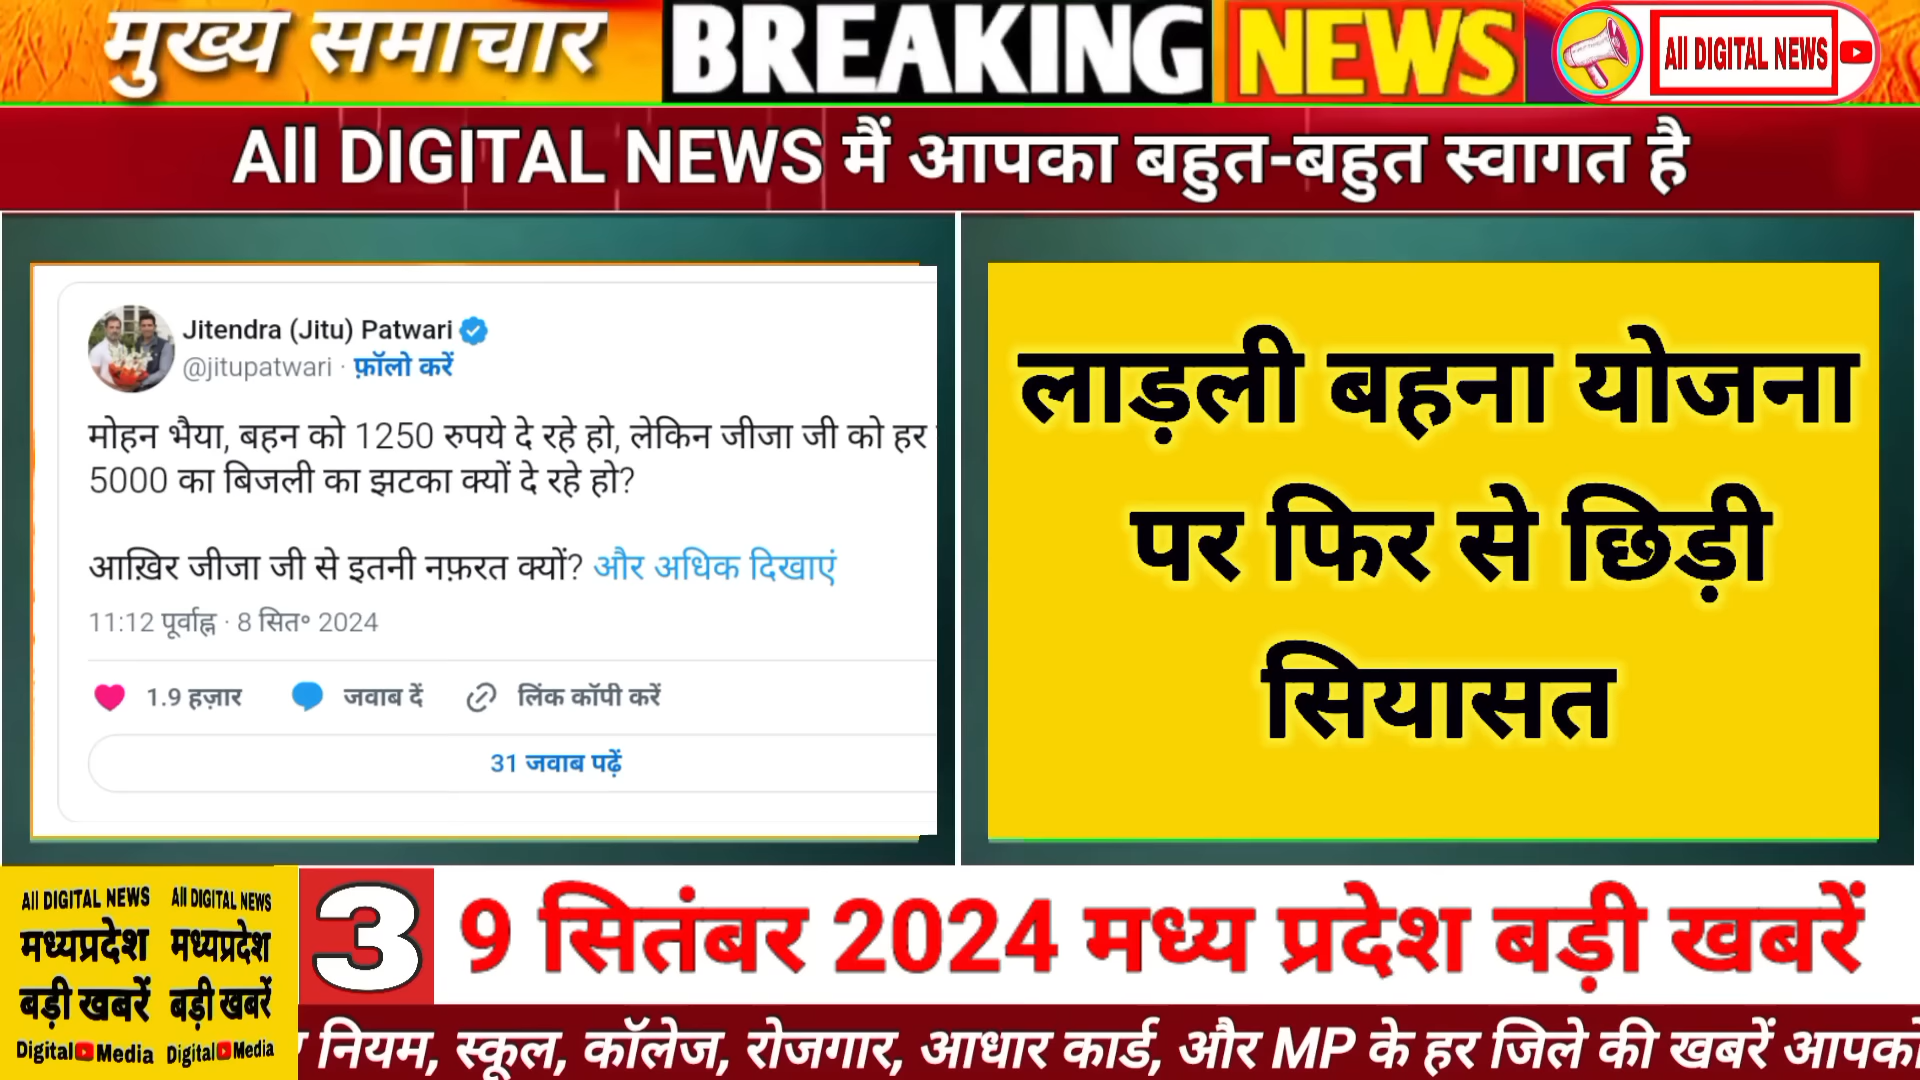 मुख्य समाचार
BREAKING NEWS
All DIGITAL NEWS
All DIGITAL NEWS मैं आपका बहुत-बहुत स्वागत है
Jitendra (Jitu) Patwari
@jitupatwari · फ़ॉलो करें
मोहन भैया, बहन को 1250 रुपये दे रहे हो, लेकिन जीजा जी को हर
5000 का बिजली का झटका क्यों दे रहे हो?
आख़िर जीजा जी से इतनी नफ़रत क्यों? और अधिक दिखाएं
11:12 पूर्वाह्न · 8 सित॰ 2024
1.9 हज़ार जवाब दें लिंक कॉपी करें
31 जवाब पढ़ें
लाड़ली बहना योजना
पर फिर से छिड़ी
सियासत
All DIGITAL NEWS
मध्यप्रदेश
बड़ी खबरें
Digital Media
All DIGITAL NEWS
मध्यप्रदेश
बड़ी खबरें
Digital Media
3
9 सितंबर 2024 मध्य प्रदेश बड़ी खबरें
नियम, स्कूल, कॉलेज, रोजगार, आधार कार्ड, और MP के हर जिले की खबरें आपको